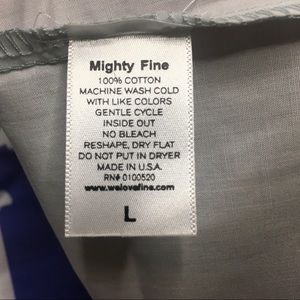 Mighty Fine
100% COTTON
MACHINE WASH COLD
WITH LIKE COLORS
GENTLE CYCLE
INSIDE OUT
NO BLEACH
RESHAPE, DRY FLAT
DO NOT PUT IN DRYER
MADE IN U.S.A.
RN# 0100520
www.welovefine.com
L